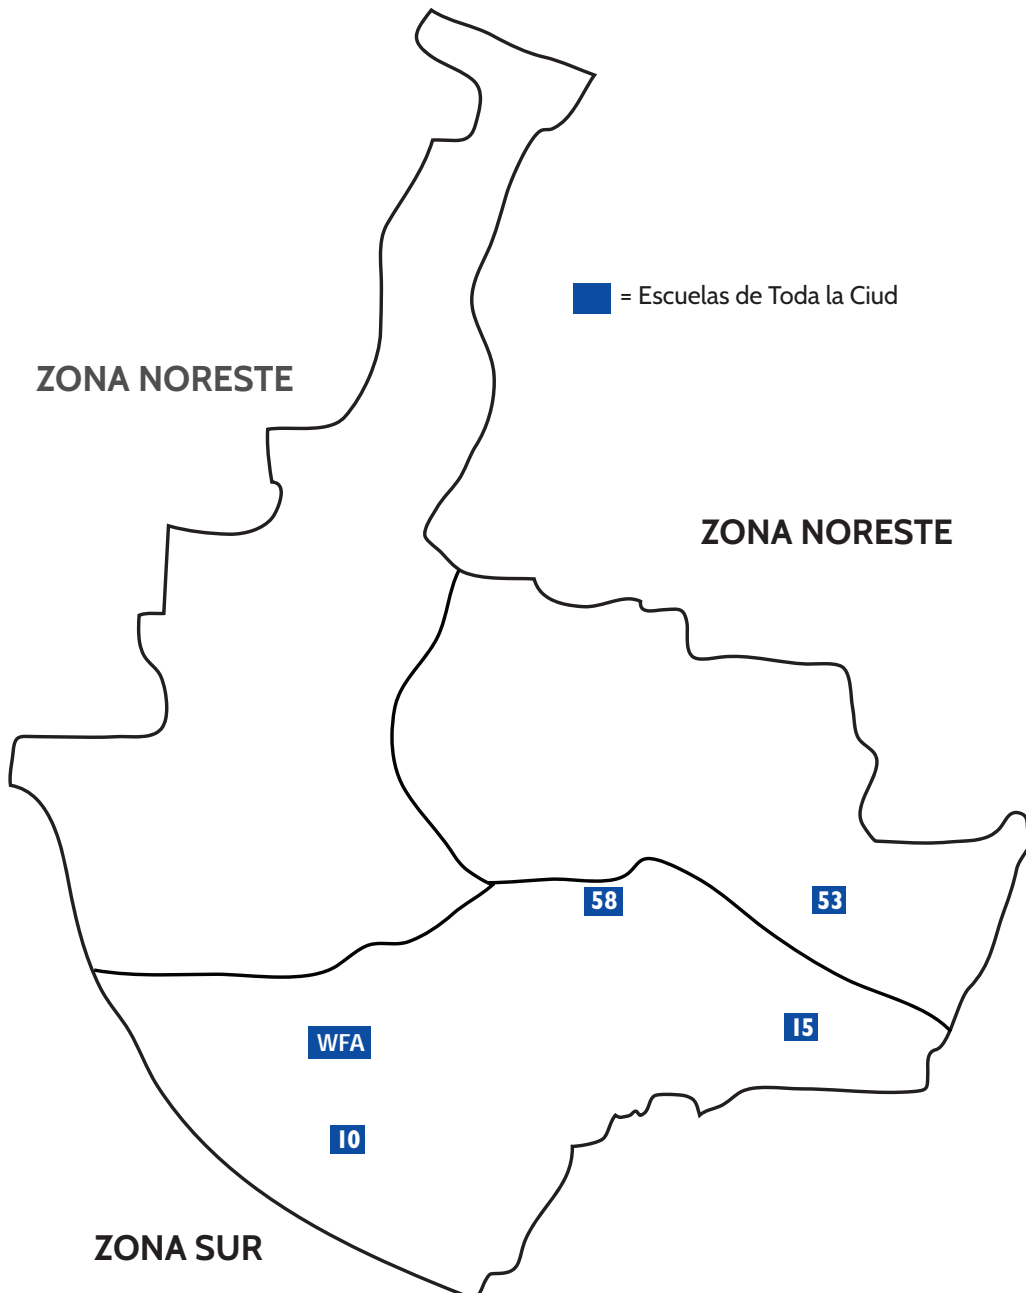 = Escuelas de Toda la Ciud
ZONA NORESTE
ZONA NORESTE
58
53
15
WFA
10
ZONA SUR